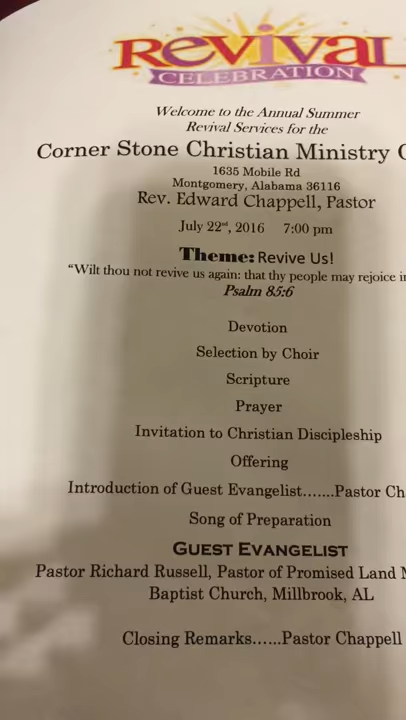 REVIVAL
CELEBRATION
Welcome to the Annual Summer
Revival Services for the
Corner Stone Christian Ministry
1635 Mobile Rd
Montgomery, Alabama 36116
Rev. Edward Chappell, Pastor
July 22nd, 2016 7:00 pm
Theme: Revive Us!
"Wilt thou not revive us again: that thy people may rejoice
Psalm 85:6
Devotion
Selection by Choir
Scripture
Prayer
Invitation to Christian Discipleship
Offering
Introduction of Guest Evangelist…….Pastor
Song of Preparation
GUEST EVANGELIST
Pastor Richard Russell, Pastor of Promised Land
Baptist Church, Millbrook, AL
Closing Remarks……Pastor Chappell